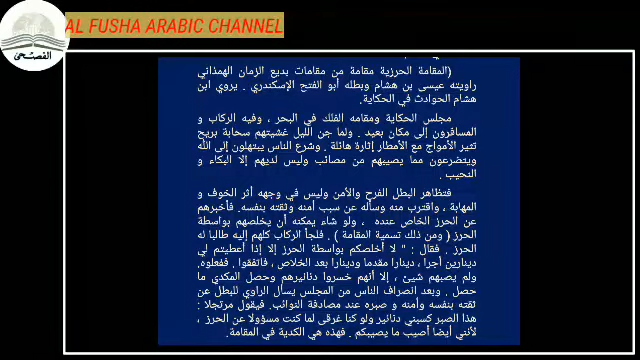 AL FUSHA ARABIC CHANNEL
الفصحى
(المقامة الحرزية مقامة من مقامات بديع الزمان الهمذاني
راويته عيسى بن هشام وبطله أبو الفتح الإسكندري . يروي ابن
هشام الحوادث في الحكاية.
مجلس الحكاية ومقامه الفلك في البحر ، وفيه الركاب و
المسافرون إلى مكان بعيد . ولما جن الليل غشيتهم سحابة بريح
تثير الأمواج مع الأمطار إثارة هائلة . وشرع الناس يبتهلون إلى الله
ويتضرعون مما يصيبهم من مصائب وليس لديهم إلا البكاء و
النحيب .
فتظاهر البطل الفرح والأمن وليس في وجهه أثر الخوف و
المهابة ، واقترب منه وسأله عن سبب أمنه وثقته بنفسه. فأخبرهم
عن الحرز الخاص عنده ، ولو شاء يمكنه أن يخلصهم بواسطة
الحرز ( ومن ذلك تسمية المقامة ) . فلجأ الركاب كلهم إليه طالبا له
الحرز . فقال : " لا أخلصكم بواسطة الحرز إلا إذا أعطيتم لي
دينارين أجرا ، دينارا مقدما ودينارا بعد الخلاص ، فاتفقوا . ففعلوه.
ولم يصبهم شيئ ، إلا أنهم خسروا دنانيرهم وحصل المكدي ما
حصل . وبعد انصراف الناس من المجلس يسأل الراوي للبطل عن
ثقته بنفسه وأمنه و صبره عند مصادقة النوائب. فيقول مرتجلا :
هذا الصبر كسبني دنانير ولو كنا غرقى لما كنت مسؤولا عن الحرز ،
لأنني أيضا أصيب ما يصيبكم . فهذه هي الكدية في المقامة.